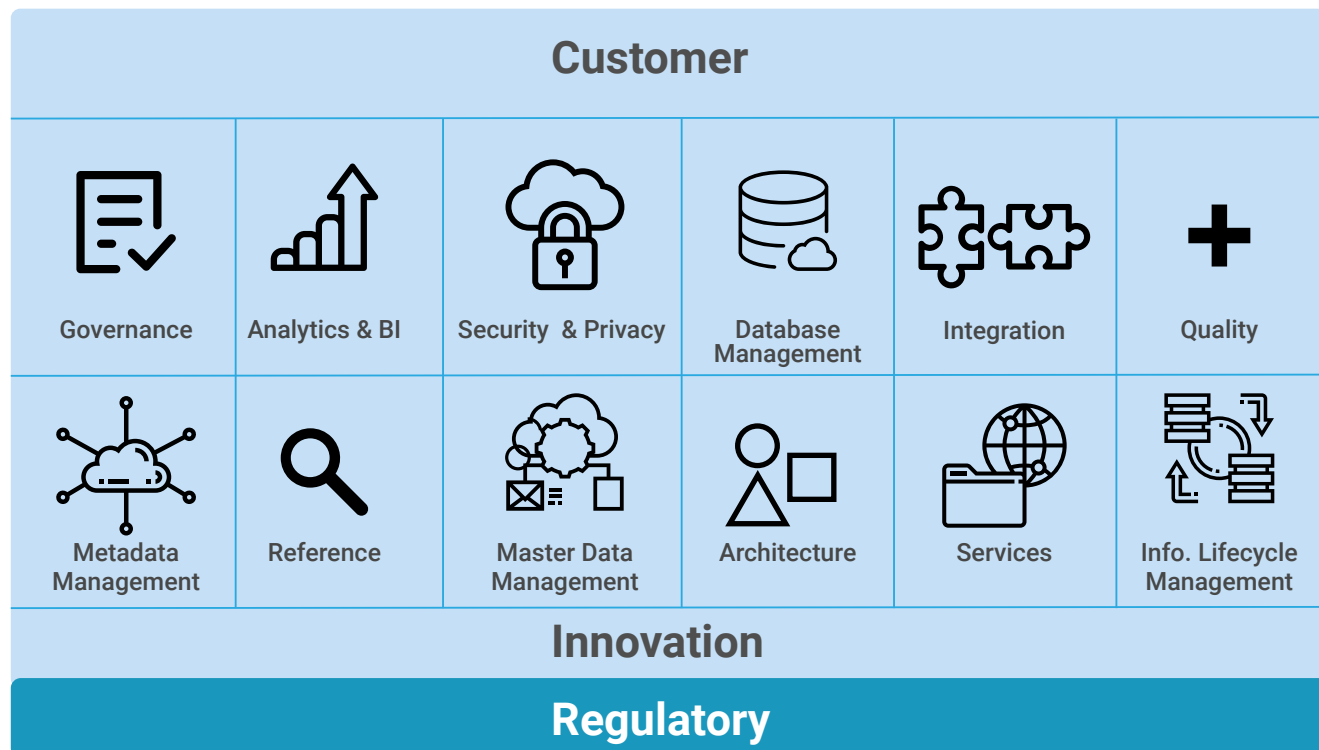 Customer
Governance
Analytics & BI
Security & Privacy
Database
Management
Integration
Quality
Metadata
Management
Reference
Master Data
Management
Architecture
Services
Info. Lifecycle
Management
Innovation
Regulatory